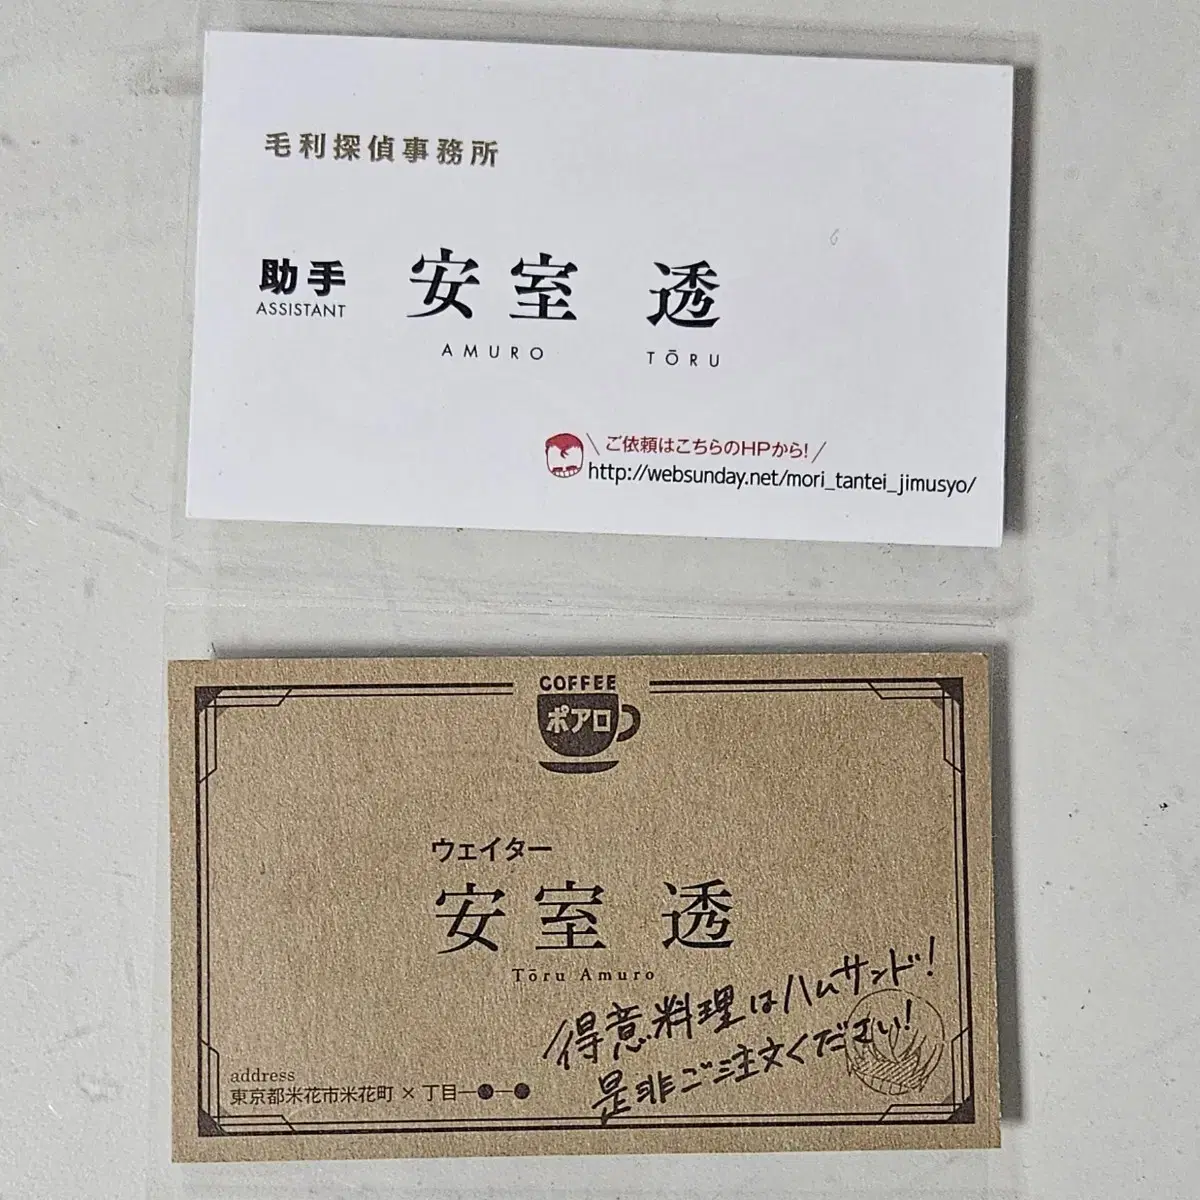 毛利探偵事務所
助手 安室 透
ASSISTANT
AMURO TŌRU
ご依頼はこちらのHPから!
http://websunday.net/mori_tantei_jimusyo/
COFFEE
ポアロ
ウェイター
安室 透
Tōru Amuro
得意料理はハムサンド!
是非ご注文ください!
address
東京都米花市米花町×丁目―●―●